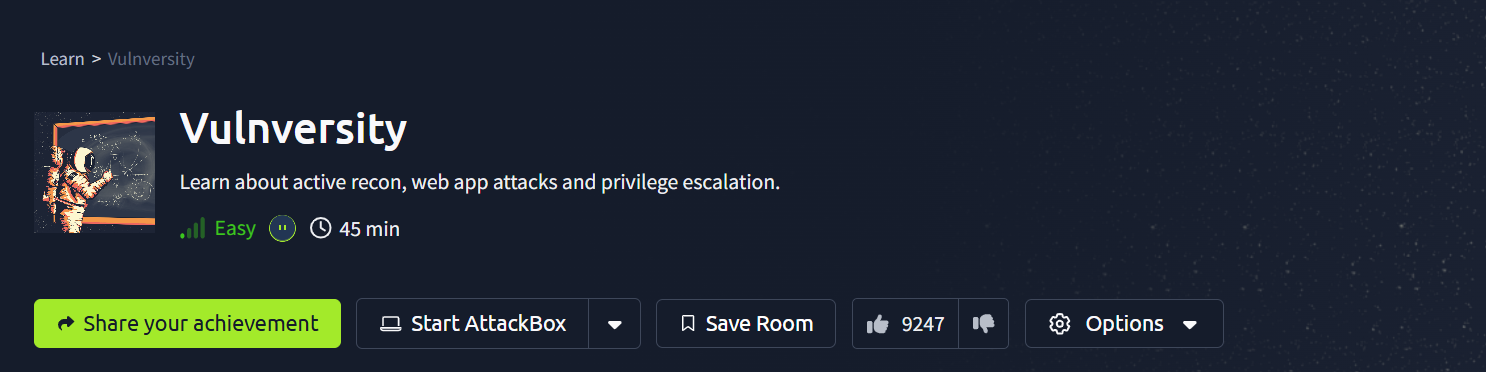 Learn > Vulnversity
Vulnversity
Learn about active recon, web app attacks and privilege escalation.
Easy 45 min
Share your achievement Start AttackBox Save Room 9247 Options